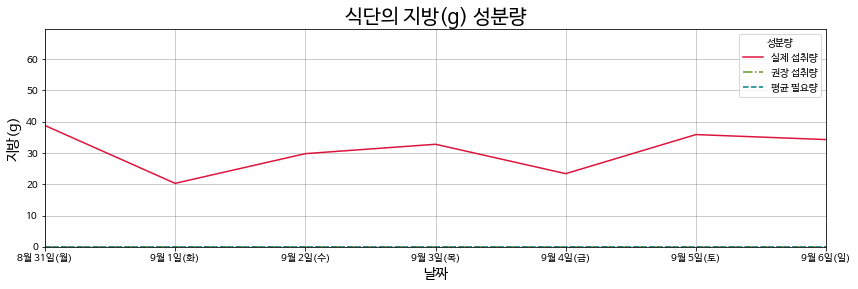 식단의 지방(g) 성분량
성분량
실제 섭취량
권장 섭취량
평균 필요량
지방(g)
60
50
40
30
20
10
0
8월 31일(월) 9월 1일(화) 9월 2일(수) 9월 3일(목) 9월 4일(금) 9월 5일(토) 9월 6일(일)
날짜